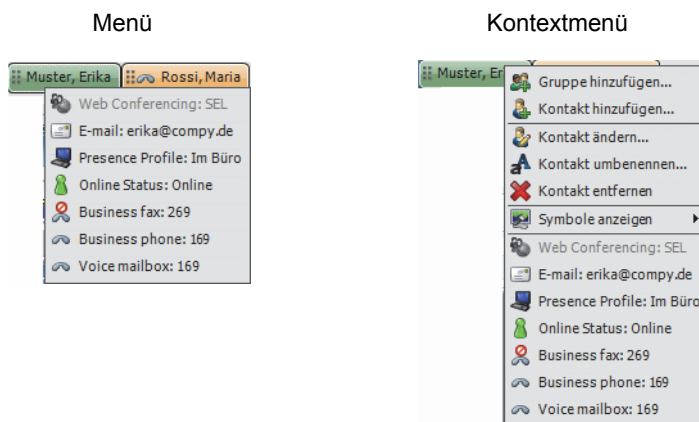 Menü
Muster, Erika
Rossi, Maria
Web Conferencing: SEL
E-mail: erika@compy.de
Presence Profile: Im Büro
Online Status: Online
Business fax: 269
Business phone: 169
Voice mailbox: 169
Kontextmenü
Muster, Er
Gruppe hinzufügen...
Kontakt hinzufügen...
Kontakt ändern...
Kontakt umbenennen...
Kontakt entfernen
Symbole anzeigen
Web Conferencing: SEL
E-mail: erika@compy.de
Presence Profile: Im Büro
Online Status: Online
Business fax: 269
Business phone: 169
Voice mailbox: 169